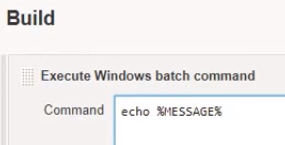 Build
Execute Windows batch command
Command echo %MESSAGE%